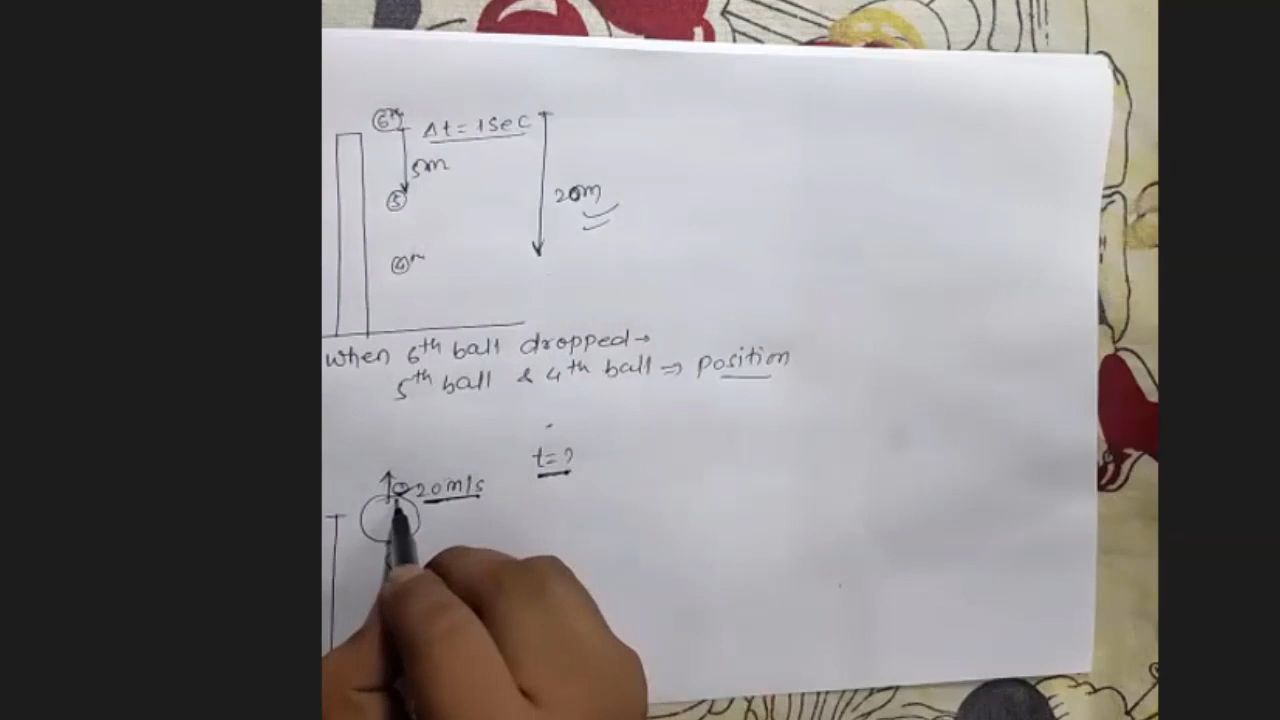 6th Δt = 1sec
5m
5
20m
4th
when 6th ball dropped→
5th ball & 4th ball ⇒ position
t=?
20m/s